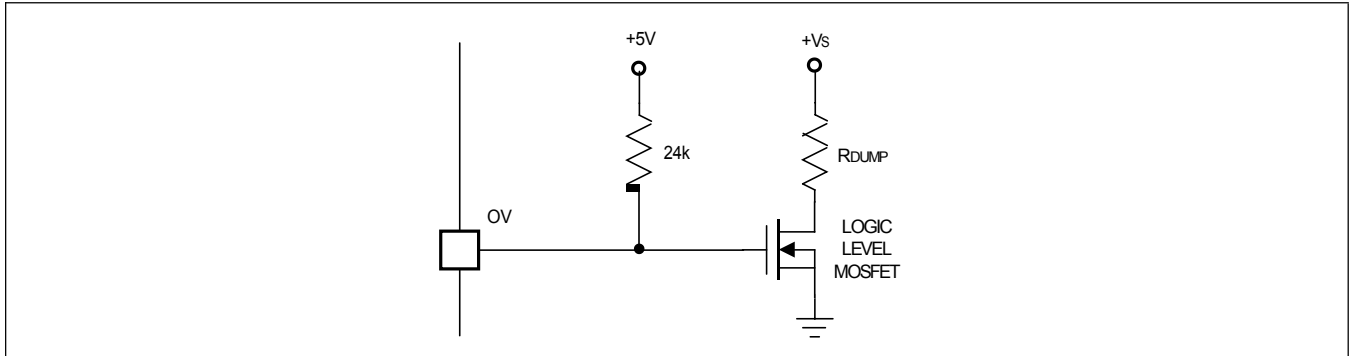 +5V
+Vs
24k
RDUMP
OV
LOGIC
LEVEL
MOSFET